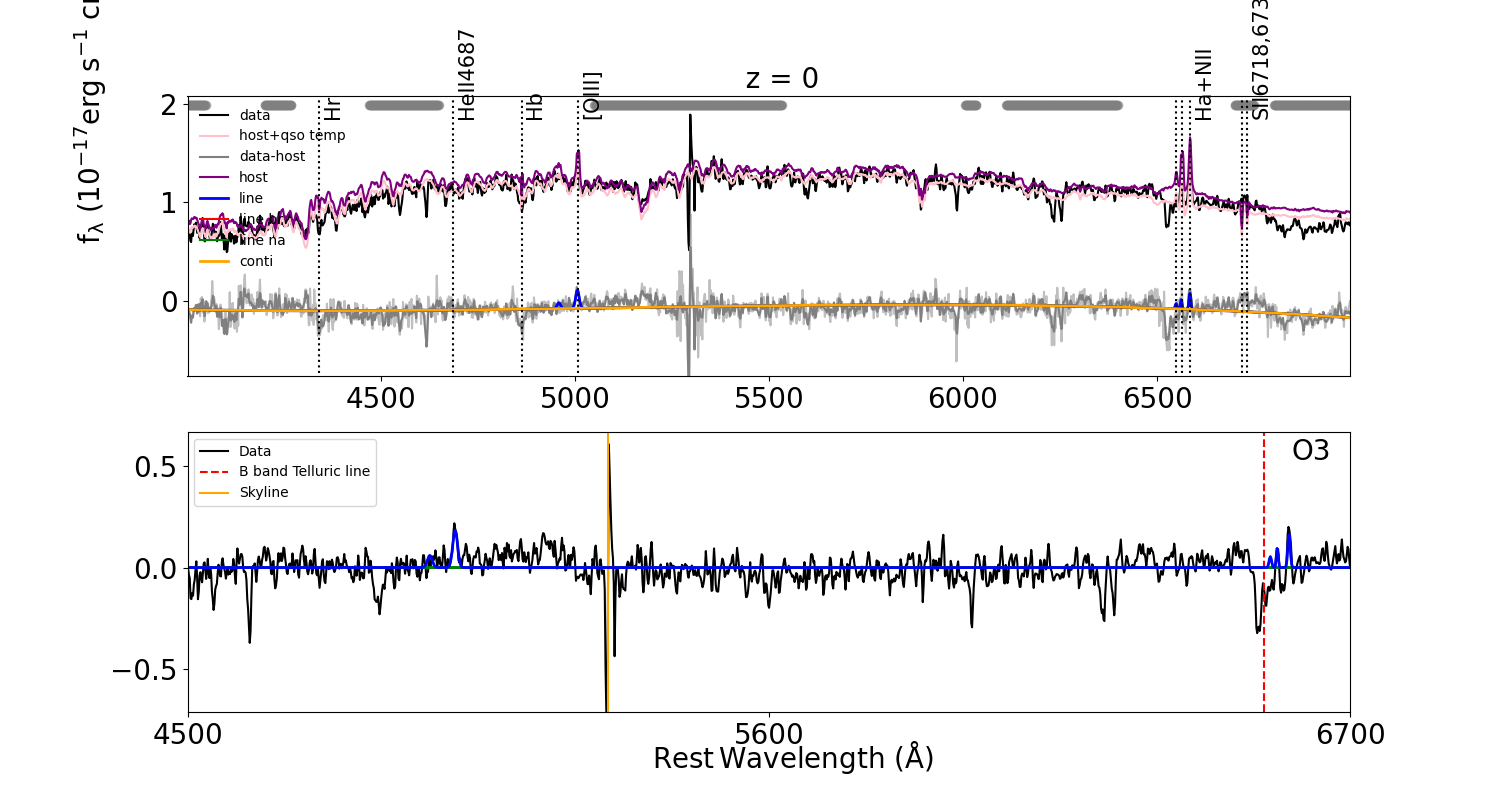 z = 0
f_λ (10^−17 erg s^−1
Hr
HeII4687
Hb
[OIII]
Ha+NII
SII6718,673
data
host+qso temp
data-host
host
line
line
line na
conti
2
1
0
4500 5000 5500 6000 6500
Data
B band Telluric line
Skyline
O3
0.5
0.0
−0.5
4500 5600 6700
Rest Wavelength (Å)